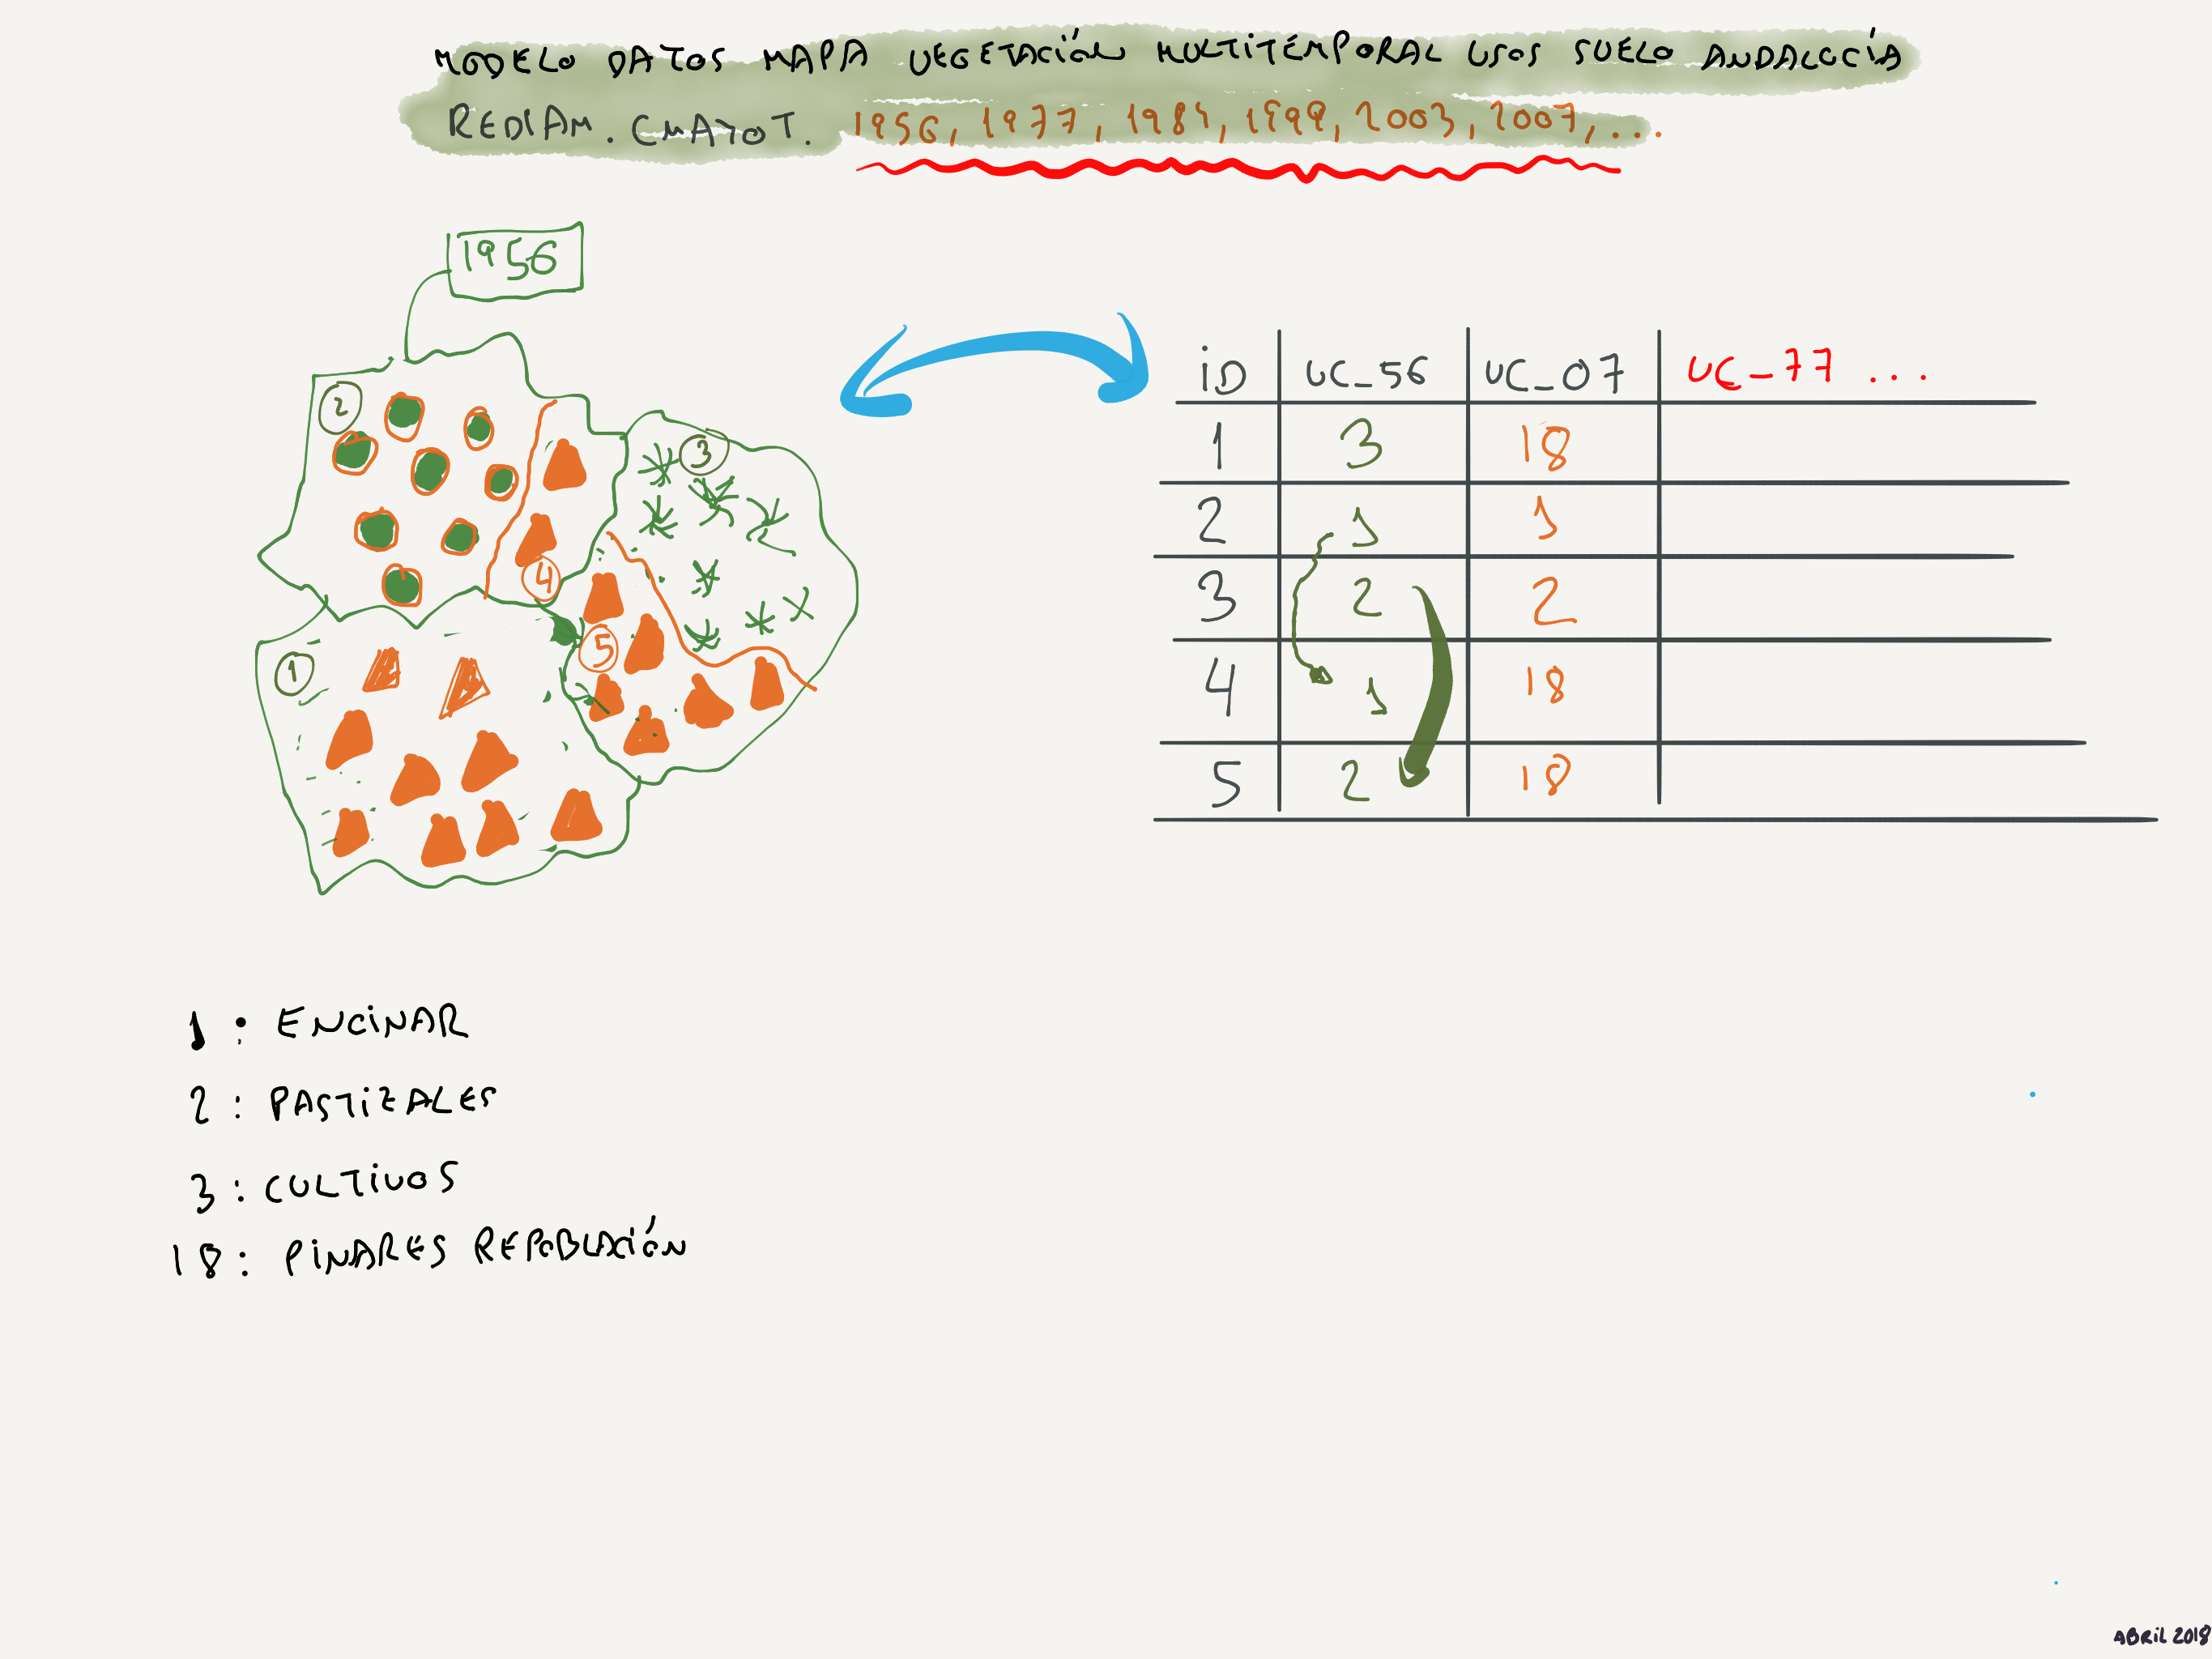 MODELO DATOS MAPA VEGETACIÓN MULTITÉMPORAL USOS SUELO ANDALUCÍA
REDIAM. CMAYOT. 1956, 1977, 1984, 1999, 2003, 2007, ...
1956
2
3
4
5
1
iD UC_56 UC_07 UC_77 ...
1 3 18
2 1 1
3 2 2
4 1 18
5 2 18
1: ENCiNAR
2: PASTiZALES
3: CULTiVOS
18: PiNARES REPOBLACIÓN
ABRiL 2018